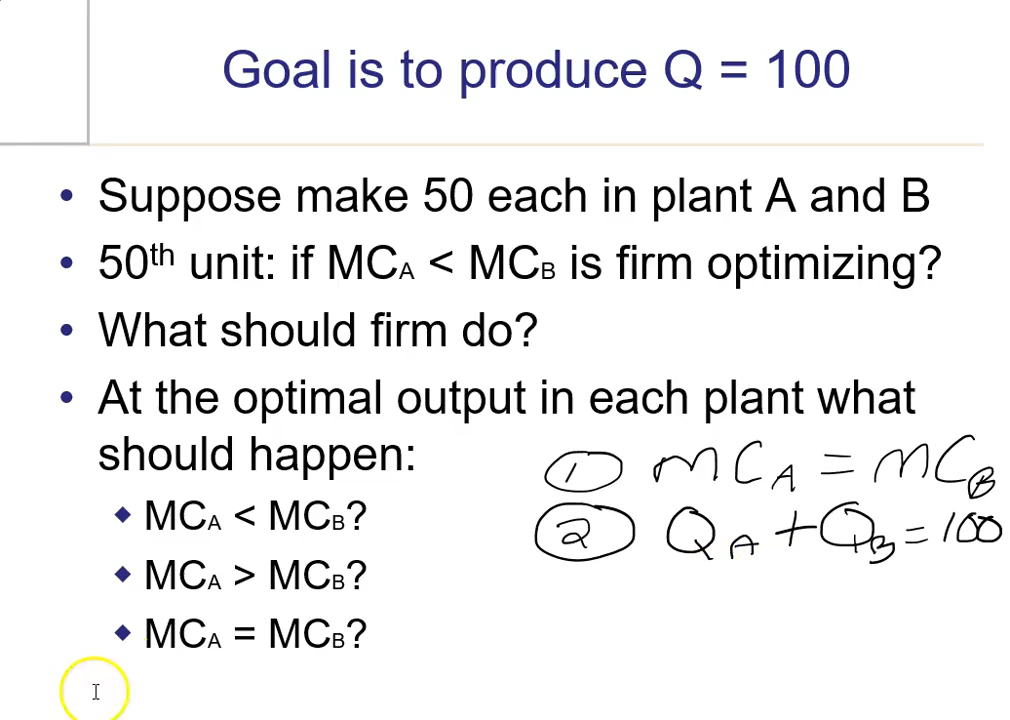 Goal is to produce Q = 100
• Suppose make 50 each in plant A and B
• 50th unit: if MCA < MCB is firm optimizing?
• What should firm do?
• At the optimal output in each plant what
should happen:
◆ MCA < MCB?
◆ MCA > MCB?
◆ MCA = MCB?
① MCA = MCB
② QA + QB = 100